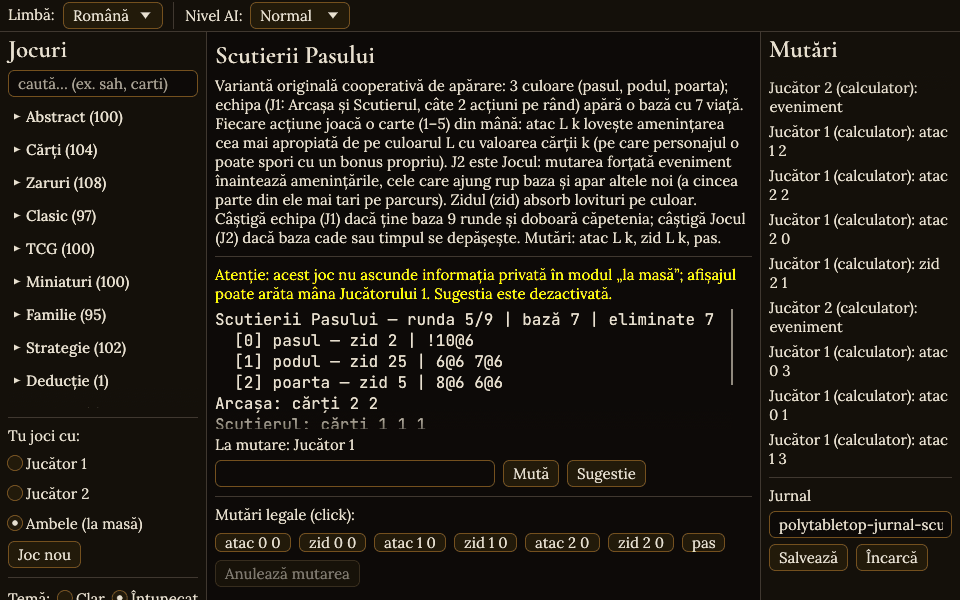 Limbă: Română ▼ Nivel AI: Normal ▼
Jocuri
caută... (ex. sah, carti)
▸ Abstract (100)
▸ Cărți (104)
▸ Zaruri (108)
▸ Clasic (97)
▸ TCG (100)
▸ Miniaturi (100)
▸ Familie (95)
▸ Strategie (102)
▸ Deducție (1)
Tu joci cu:
Jucător 1
Jucător 2
Ambele (la masă)
Joc nou
Temă: Clar Întunecat
Scutierii Pasului
Variantă originală cooperativă de apărare: 3 culoare (pasul, podul, poarta);
echipa (J1: Arcașa și Scutierul, câte 2 acțiuni pe rând) apără o bază cu 7 viață.
Fiecare acțiune joacă o carte (1–5) din mână: atac L k lovește amenințarea
cea mai apropiată de pe culoarul L cu valoarea cărții k (pe care personajul o
poate spori cu un bonus propriu). J2 este Jocul: mutarea forțată eveniment
înaintează amenințările, cele care ajung rup baza și apar altele noi (a cincea
parte din ele mai tari pe parcurs). Zidul (zid) absorb lovituri pe culoar.
Câștigă echipa (J1) dacă ține baza 9 runde și doboară căpetenia; câștigă Jocul
(J2) dacă baza cade sau timpul se depășește. Mutări: atac L k, zid L k, pas.
Atenție: acest joc nu ascunde informația privată în modul „la masă”; afișajul
poate arăta mâna Jucătorului 1. Sugestia este dezactivată.
Scutierii Pasului — runda 5/9 | bază 7 | eliminate 7
[0] pasul — zid 2 | !10@6
[1] podul — zid 25 | 6@6 7@6
[2] poarta — zid 5 | 8@6 6@6
Arcașa: cărți 2 2
Scutierul: cărți 1 1 1
La mutare: Jucător 1
Mută Sugestie
Mutări legale (click):
atac 0 0 zid 0 0 atac 1 0 zid 1 0 atac 2 0 zid 2 0 pas
Anulează mutarea
Mutări
Jucător 2 (calculator):
eveniment
Jucător 1 (calculator): atac
1 2
Jucător 1 (calculator): atac
2 2
Jucător 1 (calculator): atac
2 0
Jucător 1 (calculator): zid
2 1
Jucător 2 (calculator):
eveniment
Jucător 1 (calculator): atac
0 3
Jucător 1 (calculator): atac
0 1
Jucător 1 (calculator): atac
1 3
Jurnal
polytabletop-jurnal-scu
Salvează Încarcă